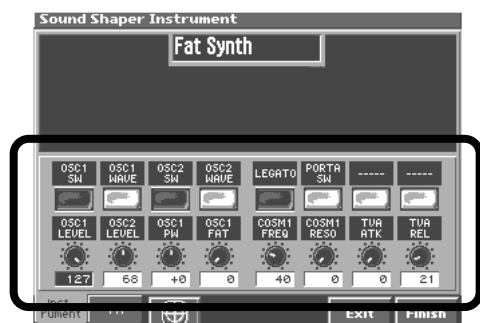 Sound Shaper Instrument
Fat Synth
OSC1 SW OSC1 WAVE OSC2 SW OSC2 WAVE LEGATO PORTA SW ----- -----
OSC1 LEVEL OSC2 LEVEL OSC1 PW OSC1 FAT COSM1 FREQ COSM1 RESO TVA ATK TVA REL
127 68 +0 0 40 0 0 21
Exit Finish